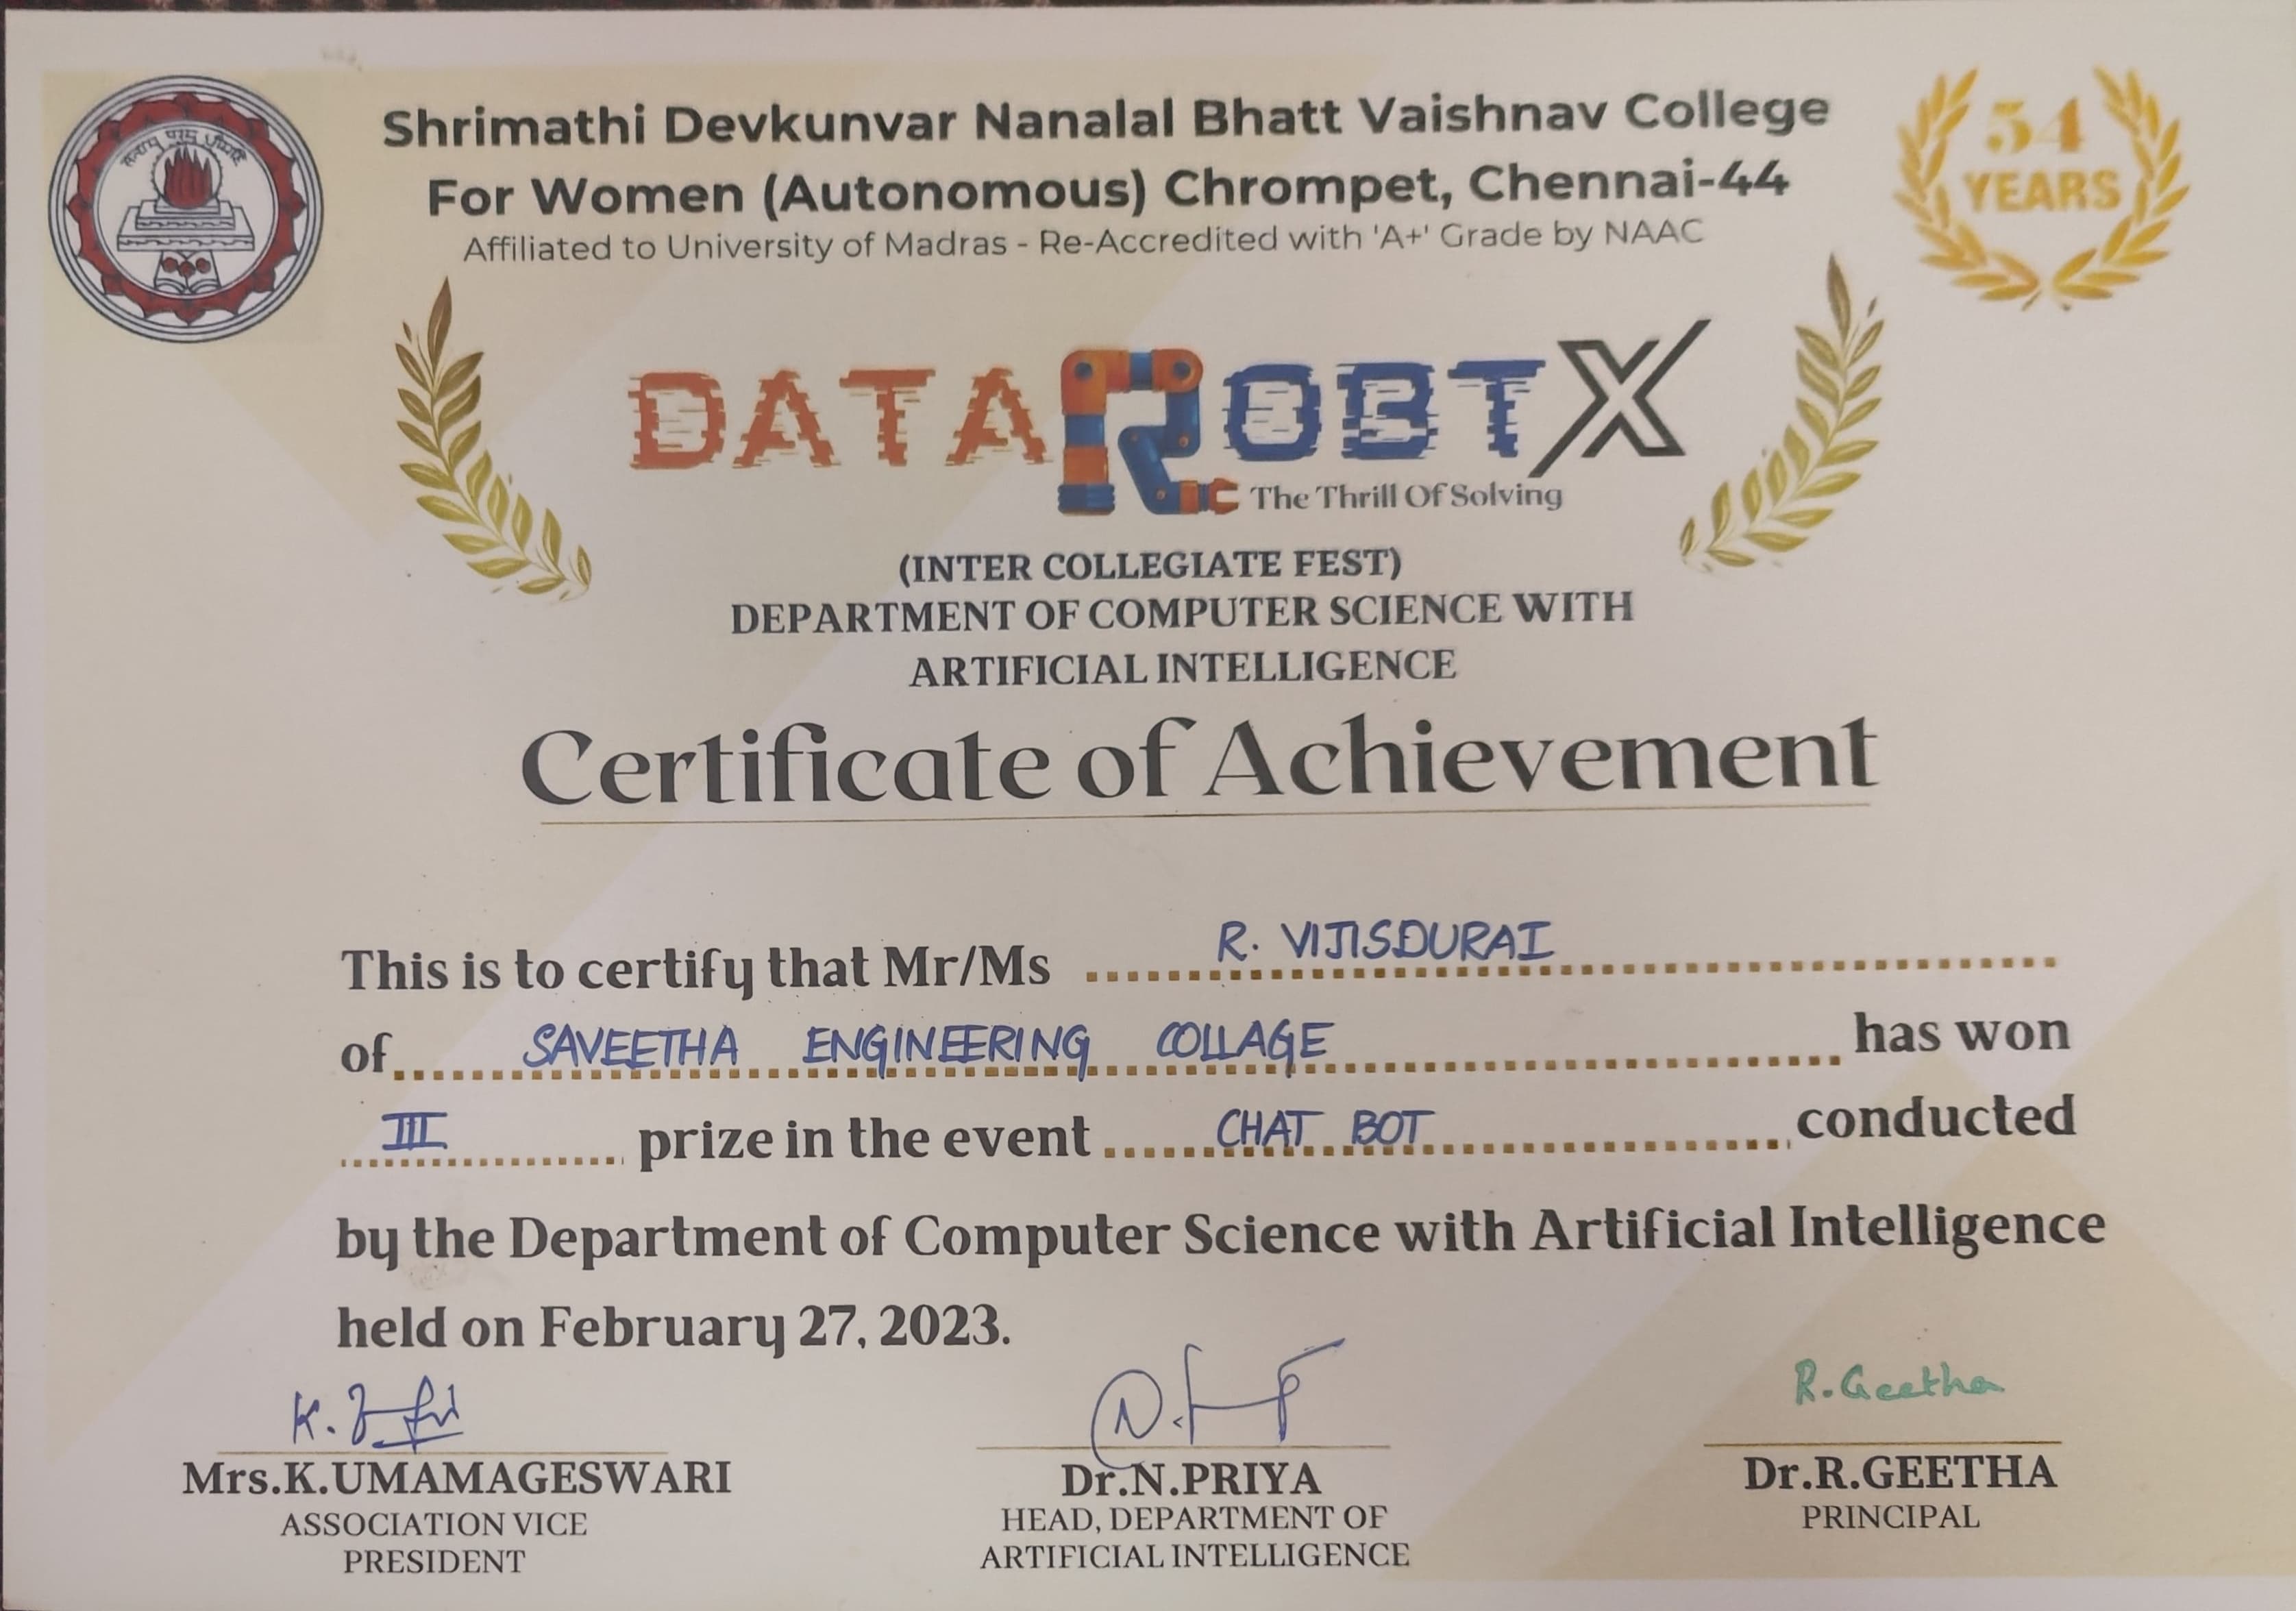 Shrimathi Devkunvar Nanalal Bhatt Vaishnav College
For Women (Autonomous) Chrompet, Chennai-44
Affiliated to University of Madras - Re-Accredited with 'A+' Grade by NAAC
54
YEARS
DATAROBTX
The Thrill Of Solving
(INTER COLLEGIATE FEST)
DEPARTMENT OF COMPUTER SCIENCE WITH
ARTIFICIAL INTELLIGENCE
Certificate of Achievement
This is to certify that Mr/Ms R. VIJISDURAI
of SAVEETHA ENGINEERING COLLAGE has won
III prize in the event CHAT BOT conducted
by the Department of Computer Science with Artificial Intelligence
held on February 27, 2023.
R.Geetha
Mrs.K.UMAMAGESWARI
ASSOCIATION VICE
PRESIDENT
Dr.N.PRIYA
HEAD, DEPARTMENT OF
ARTIFICIAL INTELLIGENCE
Dr.R.GEETHA
PRINCIPAL